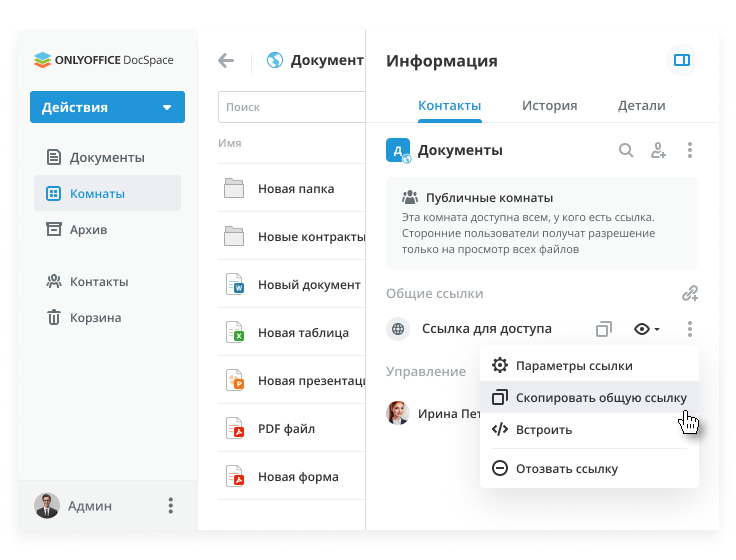 ONLYOFFICE DocSpace
Действия
Документы
Комнаты
Архив
Контакты
Корзина
Админ
Документ
Поиск
Имя
Новая папка
Новые контракты
Новый документ
Новая таблица
Новая презентаци
PDF файл
Новая форма
Информация
Контакты История Детали
Д Документы
Публичные комнаты
Эта комната доступна всем, у кого есть ссылка.
Сторонние пользователи получат разрешение
только на просмотр всех файлов
Общие ссылки
Ссылка для доступа
Управление
Ирина Пет
Параметры ссылки
Скопировать общую ссылку
Встроить
Отозвать ссылку